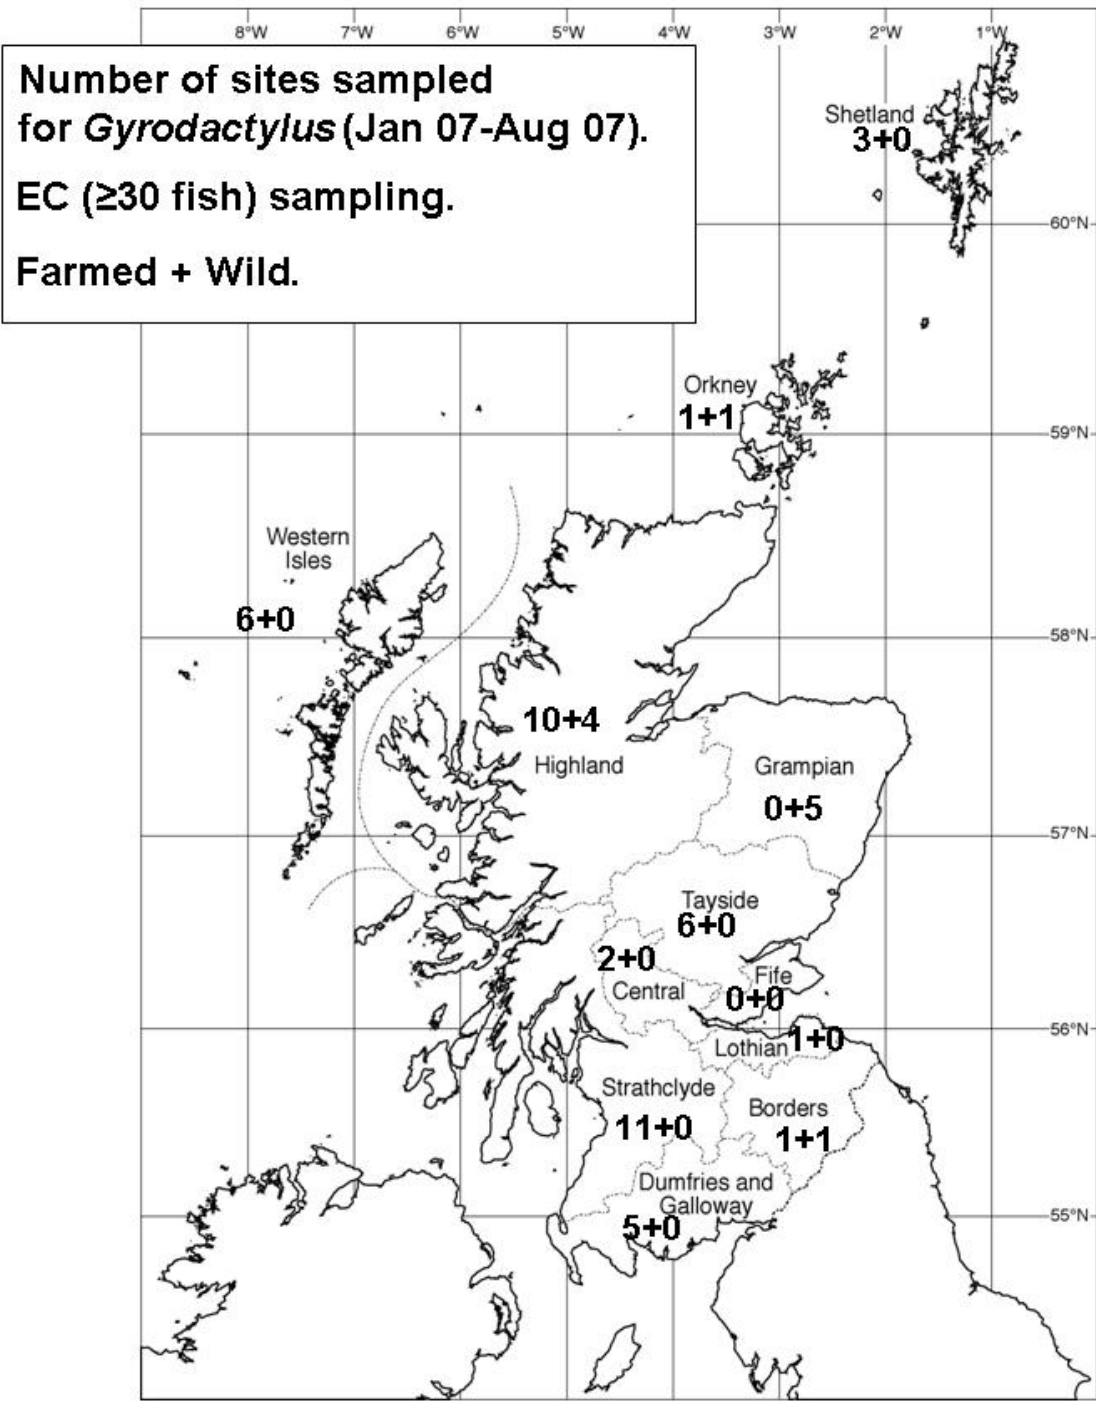 8°W 7°W 6°W 5°W 4°W 3°W 2°W 1°W
Number of sites sampled
for Gyrodactylus (Jan 07-Aug 07).
EC (≥30 fish) sampling.
Farmed + Wild.
Shetland
3+0
60°N
Orkney
1+1
59°N
Western
Isles
6+0
58°N
10+4
Highland
Grampian
0+5
57°N
Tayside
6+0
2+0
Central
Fife
0+0
56°N
Lothian 1+0
Strathclyde
11+0
Borders
1+1
Dumfries and
Galloway
5+0
55°N